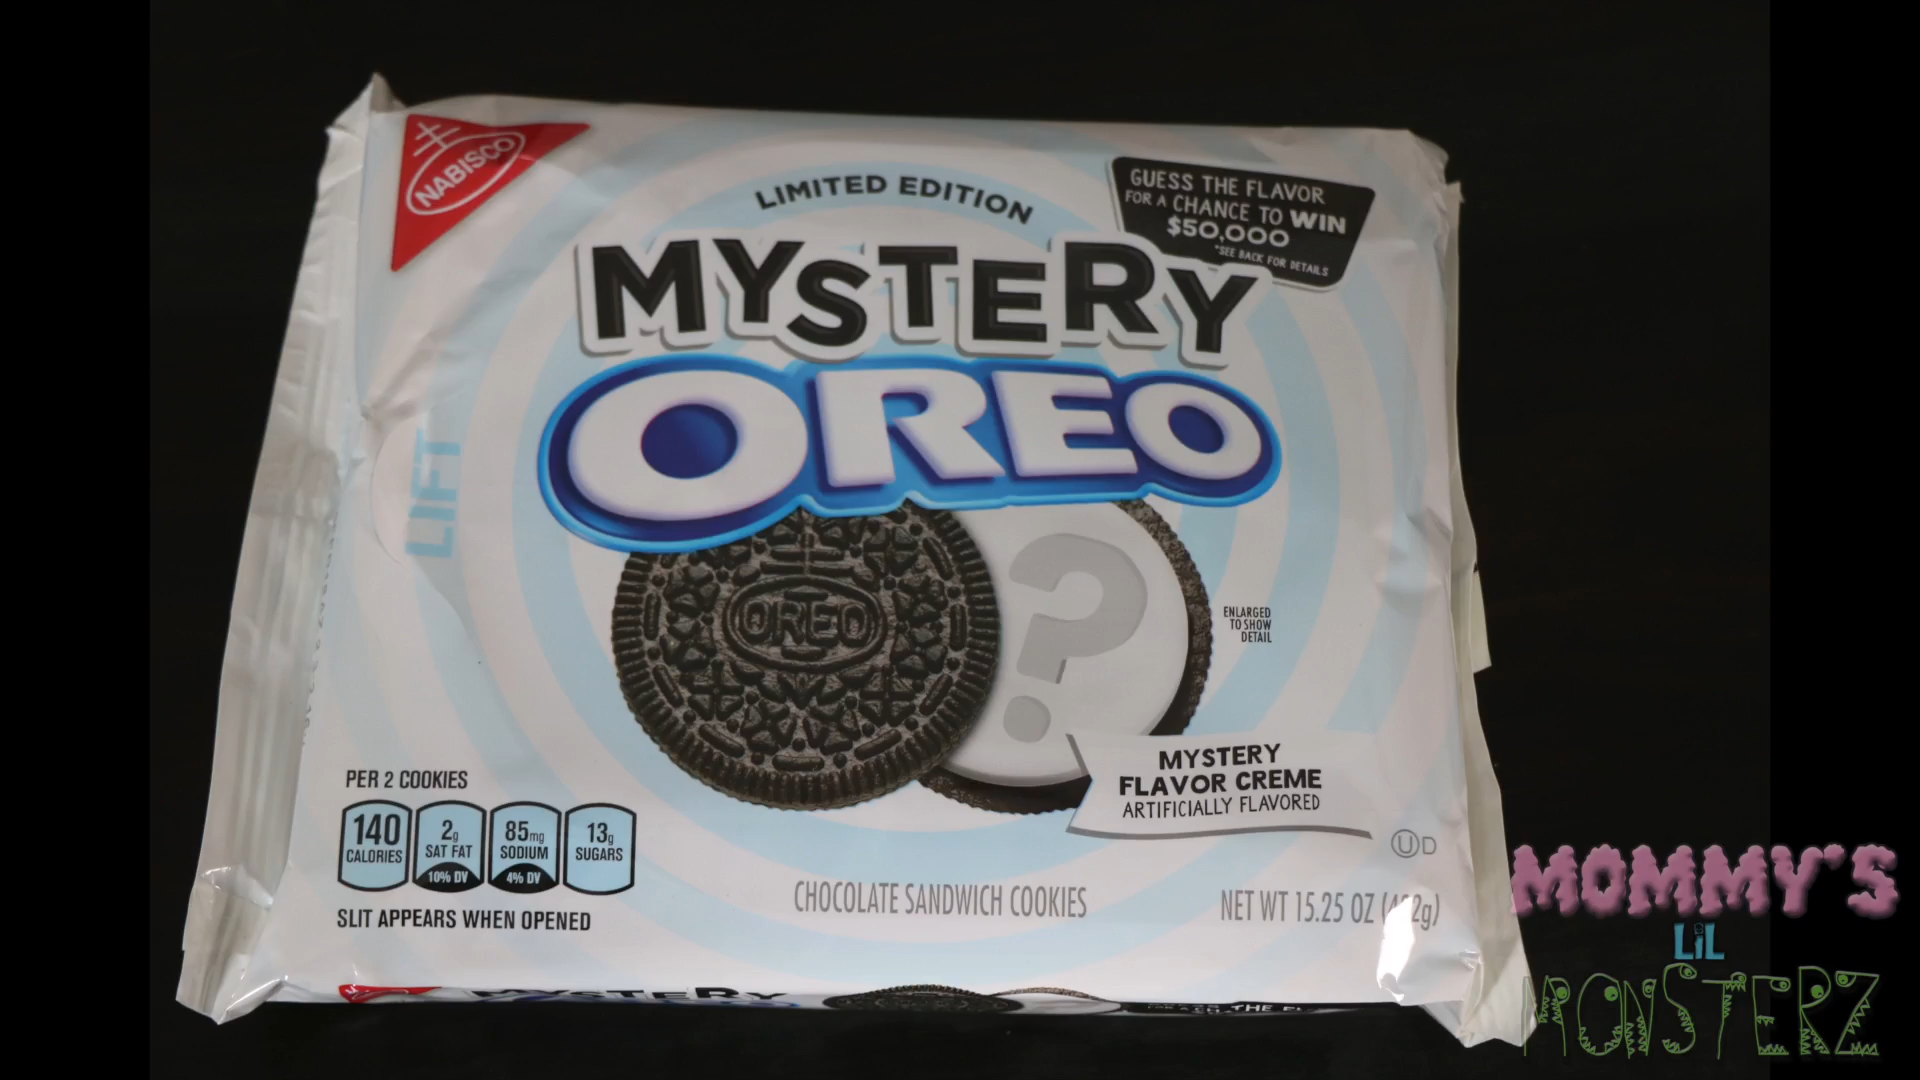 NABISCO
LIMITED EDITION
GUESS THE FLAVOR
FOR A CHANCE TO WIN
$50,000
*SEE BACK FOR DETAILS
MYSTERY
OREO
LIFT
OREO
?
ENLARGED
TO SHOW
DETAIL
MYSTERY
FLAVOR CREME
ARTIFICIALLY FLAVORED
PER 2 COOKIES
140
CALORIES
2g
SAT FAT
10% DV
85mg
SODIUM
4% DV
13g
SUGARS
SLIT APPEARS WHEN OPENED
CHOCOLATE SANDWICH COOKIES
U D
NET WT 15.25 OZ
MYSTERY
THE
MOMMY'S
LiL
MONSTERZ